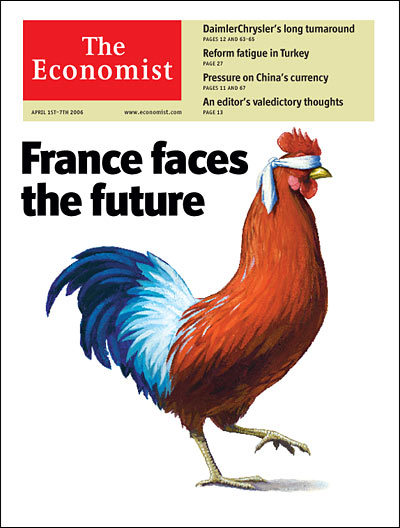 The
Economist
APRIL 1ST–7TH 2006
www.economist.com
DaimlerChrysler's long turnaround
PAGES 12 AND 63–65
Reform fatigue in Turkey
PAGE 27
Pressure on China's currency
PAGES 11 AND 67
An editor's valedictory thoughts
PAGE 13
France faces
the future